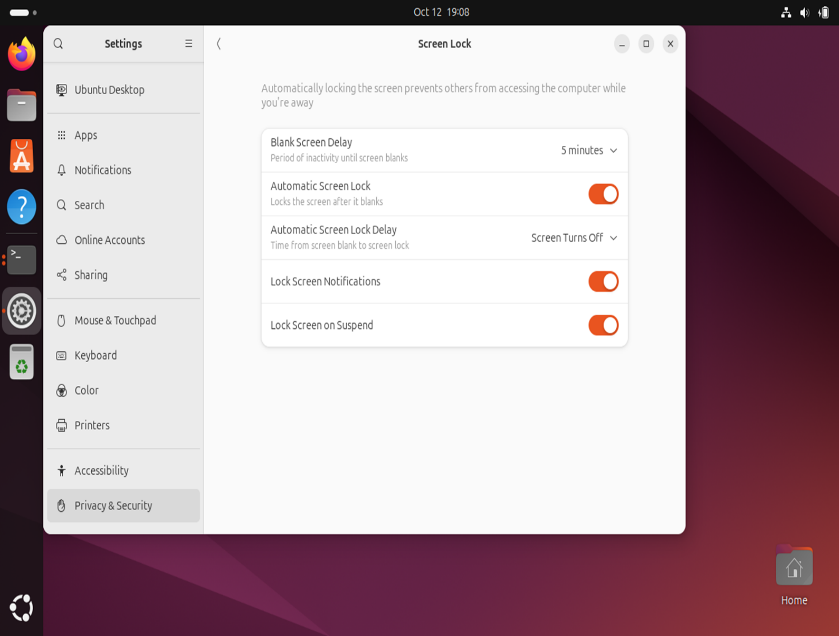 Oct 12 19:08
Settings
Screen Lock
Ubuntu Desktop
Apps
Notifications
Search
Online Accounts
Sharing
Mouse & Touchpad
Keyboard
Color
Printers
Accessibility
Privacy & Security
Automatically locking the screen prevents others from accessing the computer while
you're away
Blank Screen Delay
Period of inactivity until screen blanks
5 minutes
Automatic Screen Lock
Locks the screen after it blanks
Automatic Screen Lock Delay
Time from screen blank to screen lock
Screen Turns Off
Lock Screen Notifications
Lock Screen on Suspend
Home